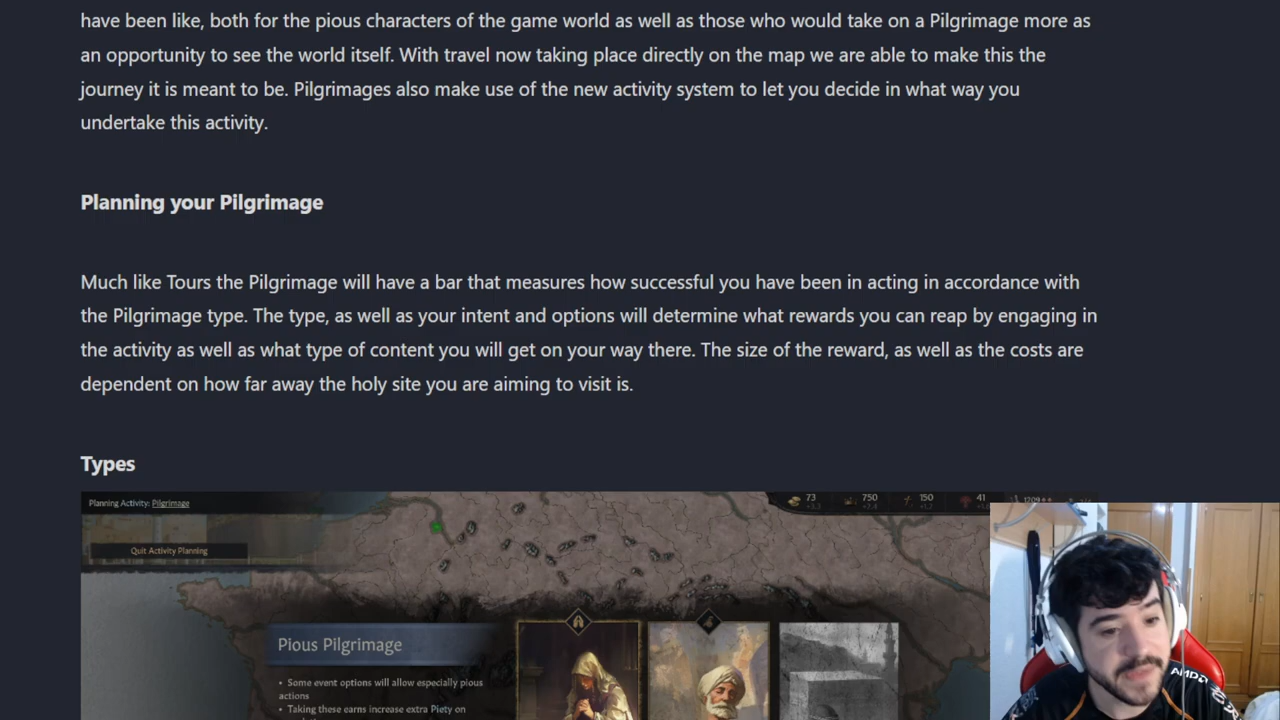 have been like, both for the pious characters of the game world as well as those who would take on a Pilgrimage more as
an opportunity to see the world itself. With travel now taking place directly on the map we are able to make this the
journey it is meant to be. Pilgrimages also make use of the new activity system to let you decide in what way you
undertake this activity.
Planning your Pilgrimage
Much like Tours the Pilgrimage will have a bar that measures how successful you have been in acting in accordance with
the Pilgrimage type. The type, as well as your intent and options will determine what rewards you can reap by engaging in
the activity as well as what type of content you will get on your way there. The size of the reward, as well as the costs are
dependent on how far away the holy site you are aiming to visit is.
Types
Planning Activity: Pilgrimage
73 750 150 41
Quit Activity Planning
Pious Pilgrimage
• Some event options will allow especially pious
actions
• Taking these earns increase extra Piety on
AMD